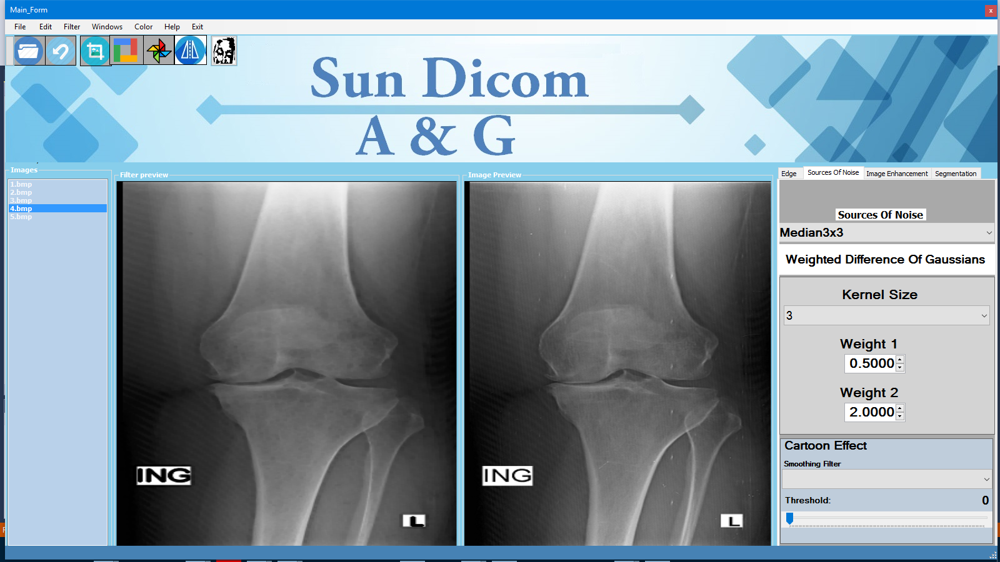 Main_Form
x
File Edit Filter Windows Color Help Exit
Sun Dicom
A & G
Images
1.bmp
2.bmp
3.bmp
4.bmp
5.bmp
Filter preview
ING
L
Image Preview
ING
L
Edge Sources Of Noise Image Enhancement Segmentation
Sources Of Noise
Median3x3
Weighted Difference Of Gaussians
Kernel Size
3
Weight 1
0.5000
Weight 2
2.0000
Cartoon Effect
Smoothing Filter
Threshold: 0